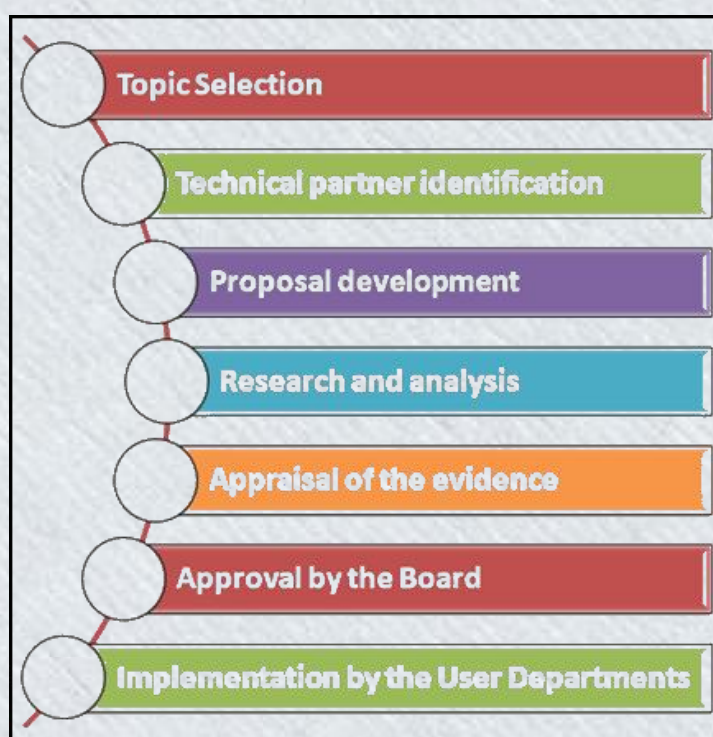 Topic Selection
Technical partner identification
Proposal development
Research and analysis
Appraisal of the evidence
Approval by the Board
Implementation by the User Departments